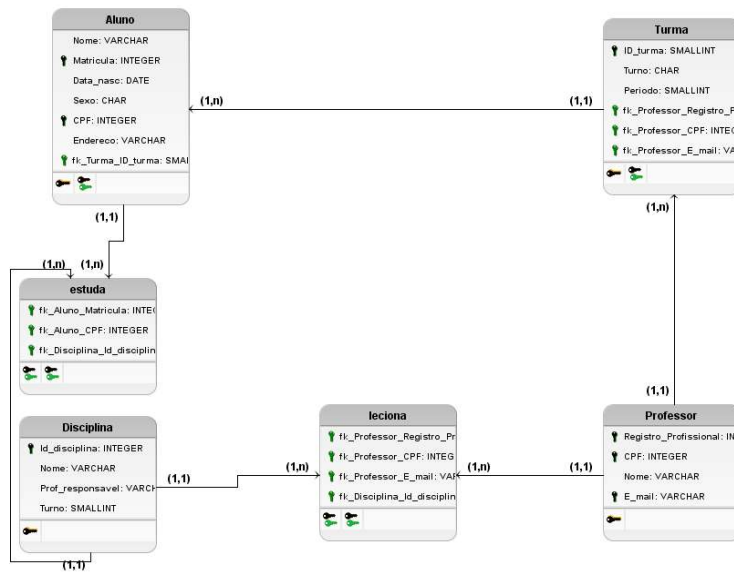 Aluno
Nome: VARCHAR
Matricula: INTEGER
Data_nasc: DATE
Sexo: CHAR
CPF: INTEGER
Endereco: VARCHAR
fk_Turma_ID_turma: SMAL
(1,n)
(1,1)
Turma
ID_turma: SMALLINT
Turno: CHAR
Periodo: SMALLINT
fk_Professor_Registro_P
fk_Professor_CPF: INTEG
fk_Professor_E_mail: VA
(1,n)
(1,1)
(1,n)
(1,n)
estuda
fk_Aluno_Matricula: INTEG
fk_Aluno_CPF: INTEGER
fk_Disciplina_Id_disciplin
Disciplina
Id_disciplina: INTEGER
Nome: VARCHAR
Prof_responsavel: VARCH
Turno: SMALLINT
(1,1)
(1,1)
(1,n)
leciona
fk_Professor_Registro_Pr
fk_Professor_CPF: INTEG
fk_Professor_E_mail: VAR
fk_Disciplina_Id_disciplin
(1,n)
(1,1)
(1,1)
Professor
Registro_Profissional: IN
CPF: INTEGER
Nome: VARCHAR
E_mail: VARCHAR